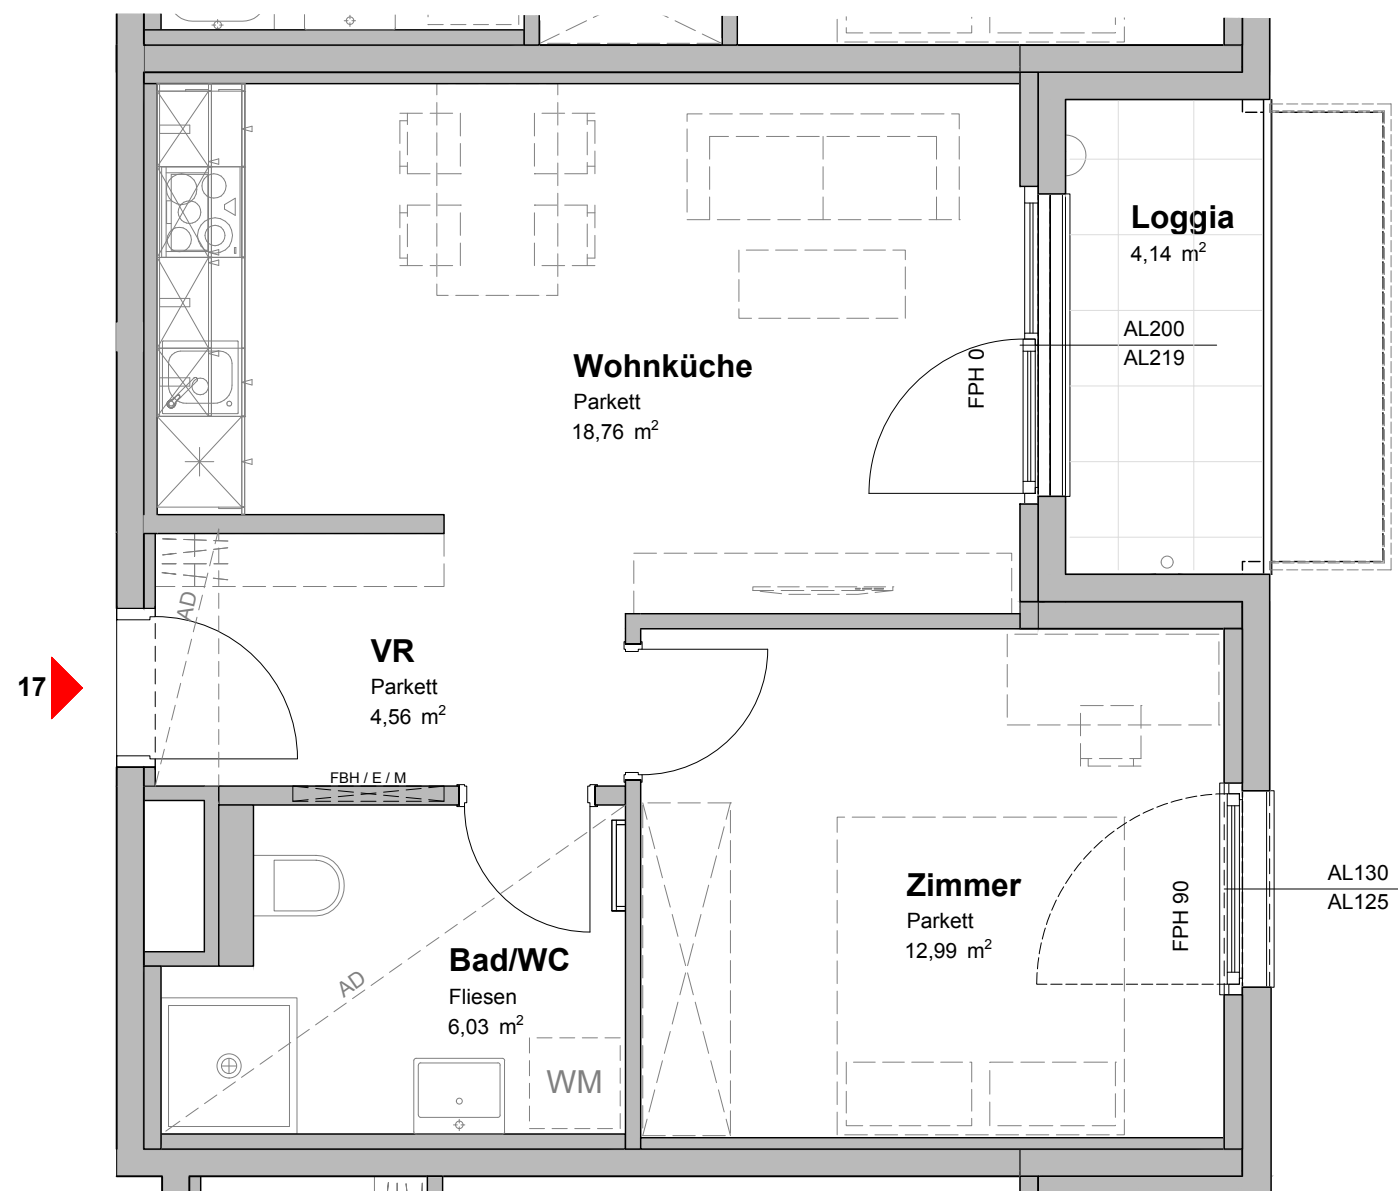 Loggia
4,14 m²
AL200
AL219
FPH 0
Wohnküche
Parkett
18,76 m²
AD
VR
Parkett
4,56 m²
17
FBH / E / M
Zimmer
Parkett
12,99 m²
FPH 90
AL130
AL125
Bad/WC
Fliesen
6,03 m²
AD
WM